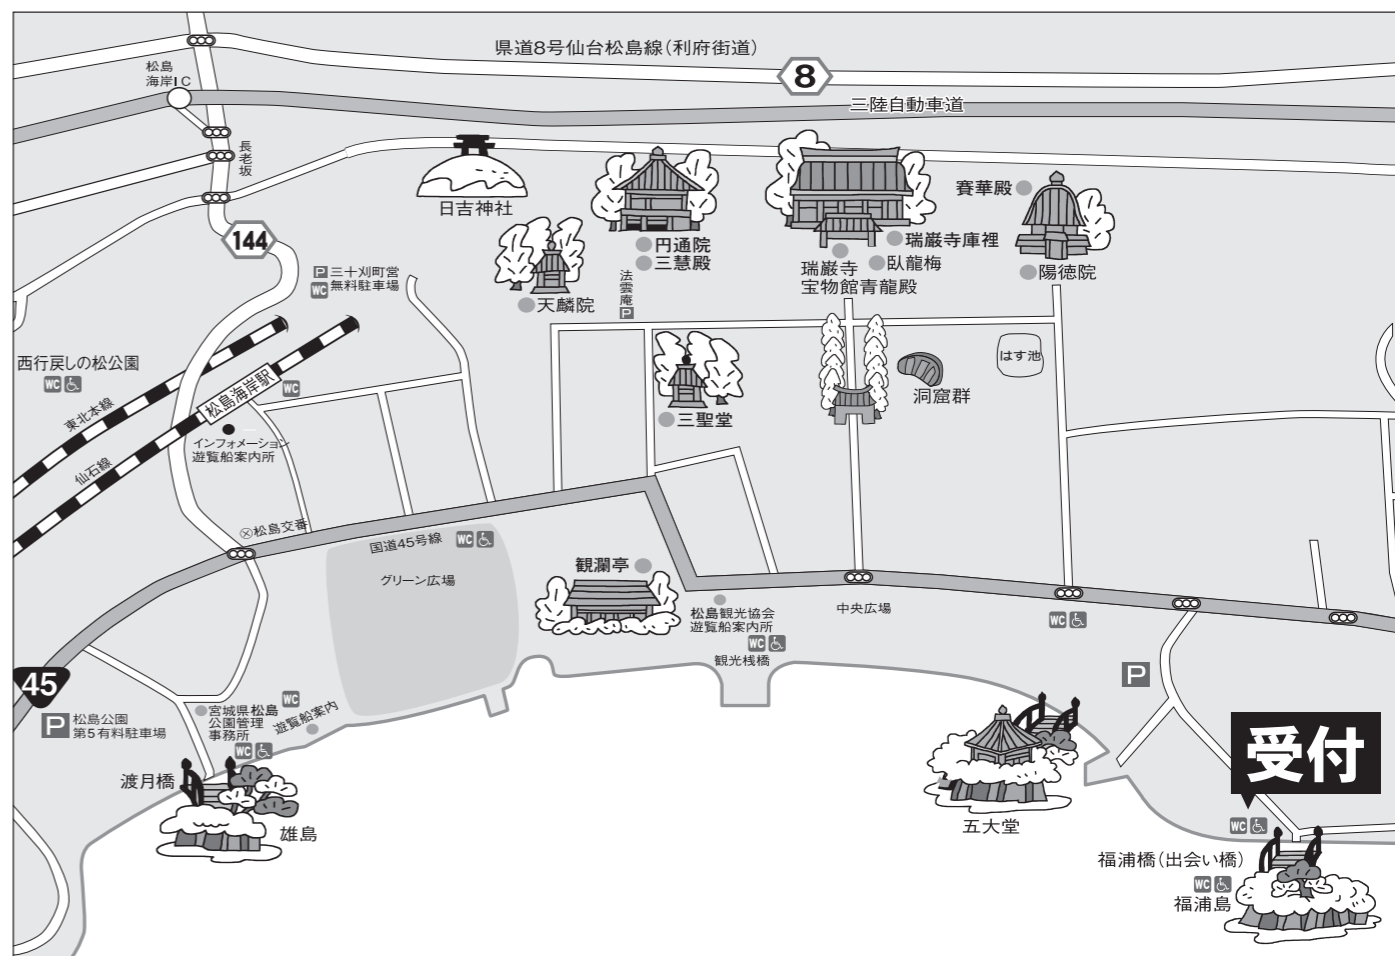 県道8号仙台松島線(利府街道)
8
松島
海岸IC
三陸自動車道
長老坂
日吉神社
円通院
三慧殿
瑞巌寺庫裡
臥龍梅
瑞巌寺
宝物館青龍殿
賽華殿
陽徳院
144
P 三十刈町営
WC 無料駐車場
天麟院
法雲庵
P
西行戻しの松公園
WC
東北本線
仙石線
松島海岸駅
WC
インフォメーション
遊覧船案内所
三聖堂
洞窟群
はす池
松島交番
国道45号線
WC
グリーン広場
観瀾亭
松島観光協会
遊覧船案内所
WC
観光桟橋
中央広場
WC
P
45
P
松島公園
第5有料駐車場
宮城県松島
公園管理
事務所
WC
WC
遊覧船案内
渡月橋
雄島
五大堂
受付
WC
福浦橋(出会い橋)
WC
福浦島